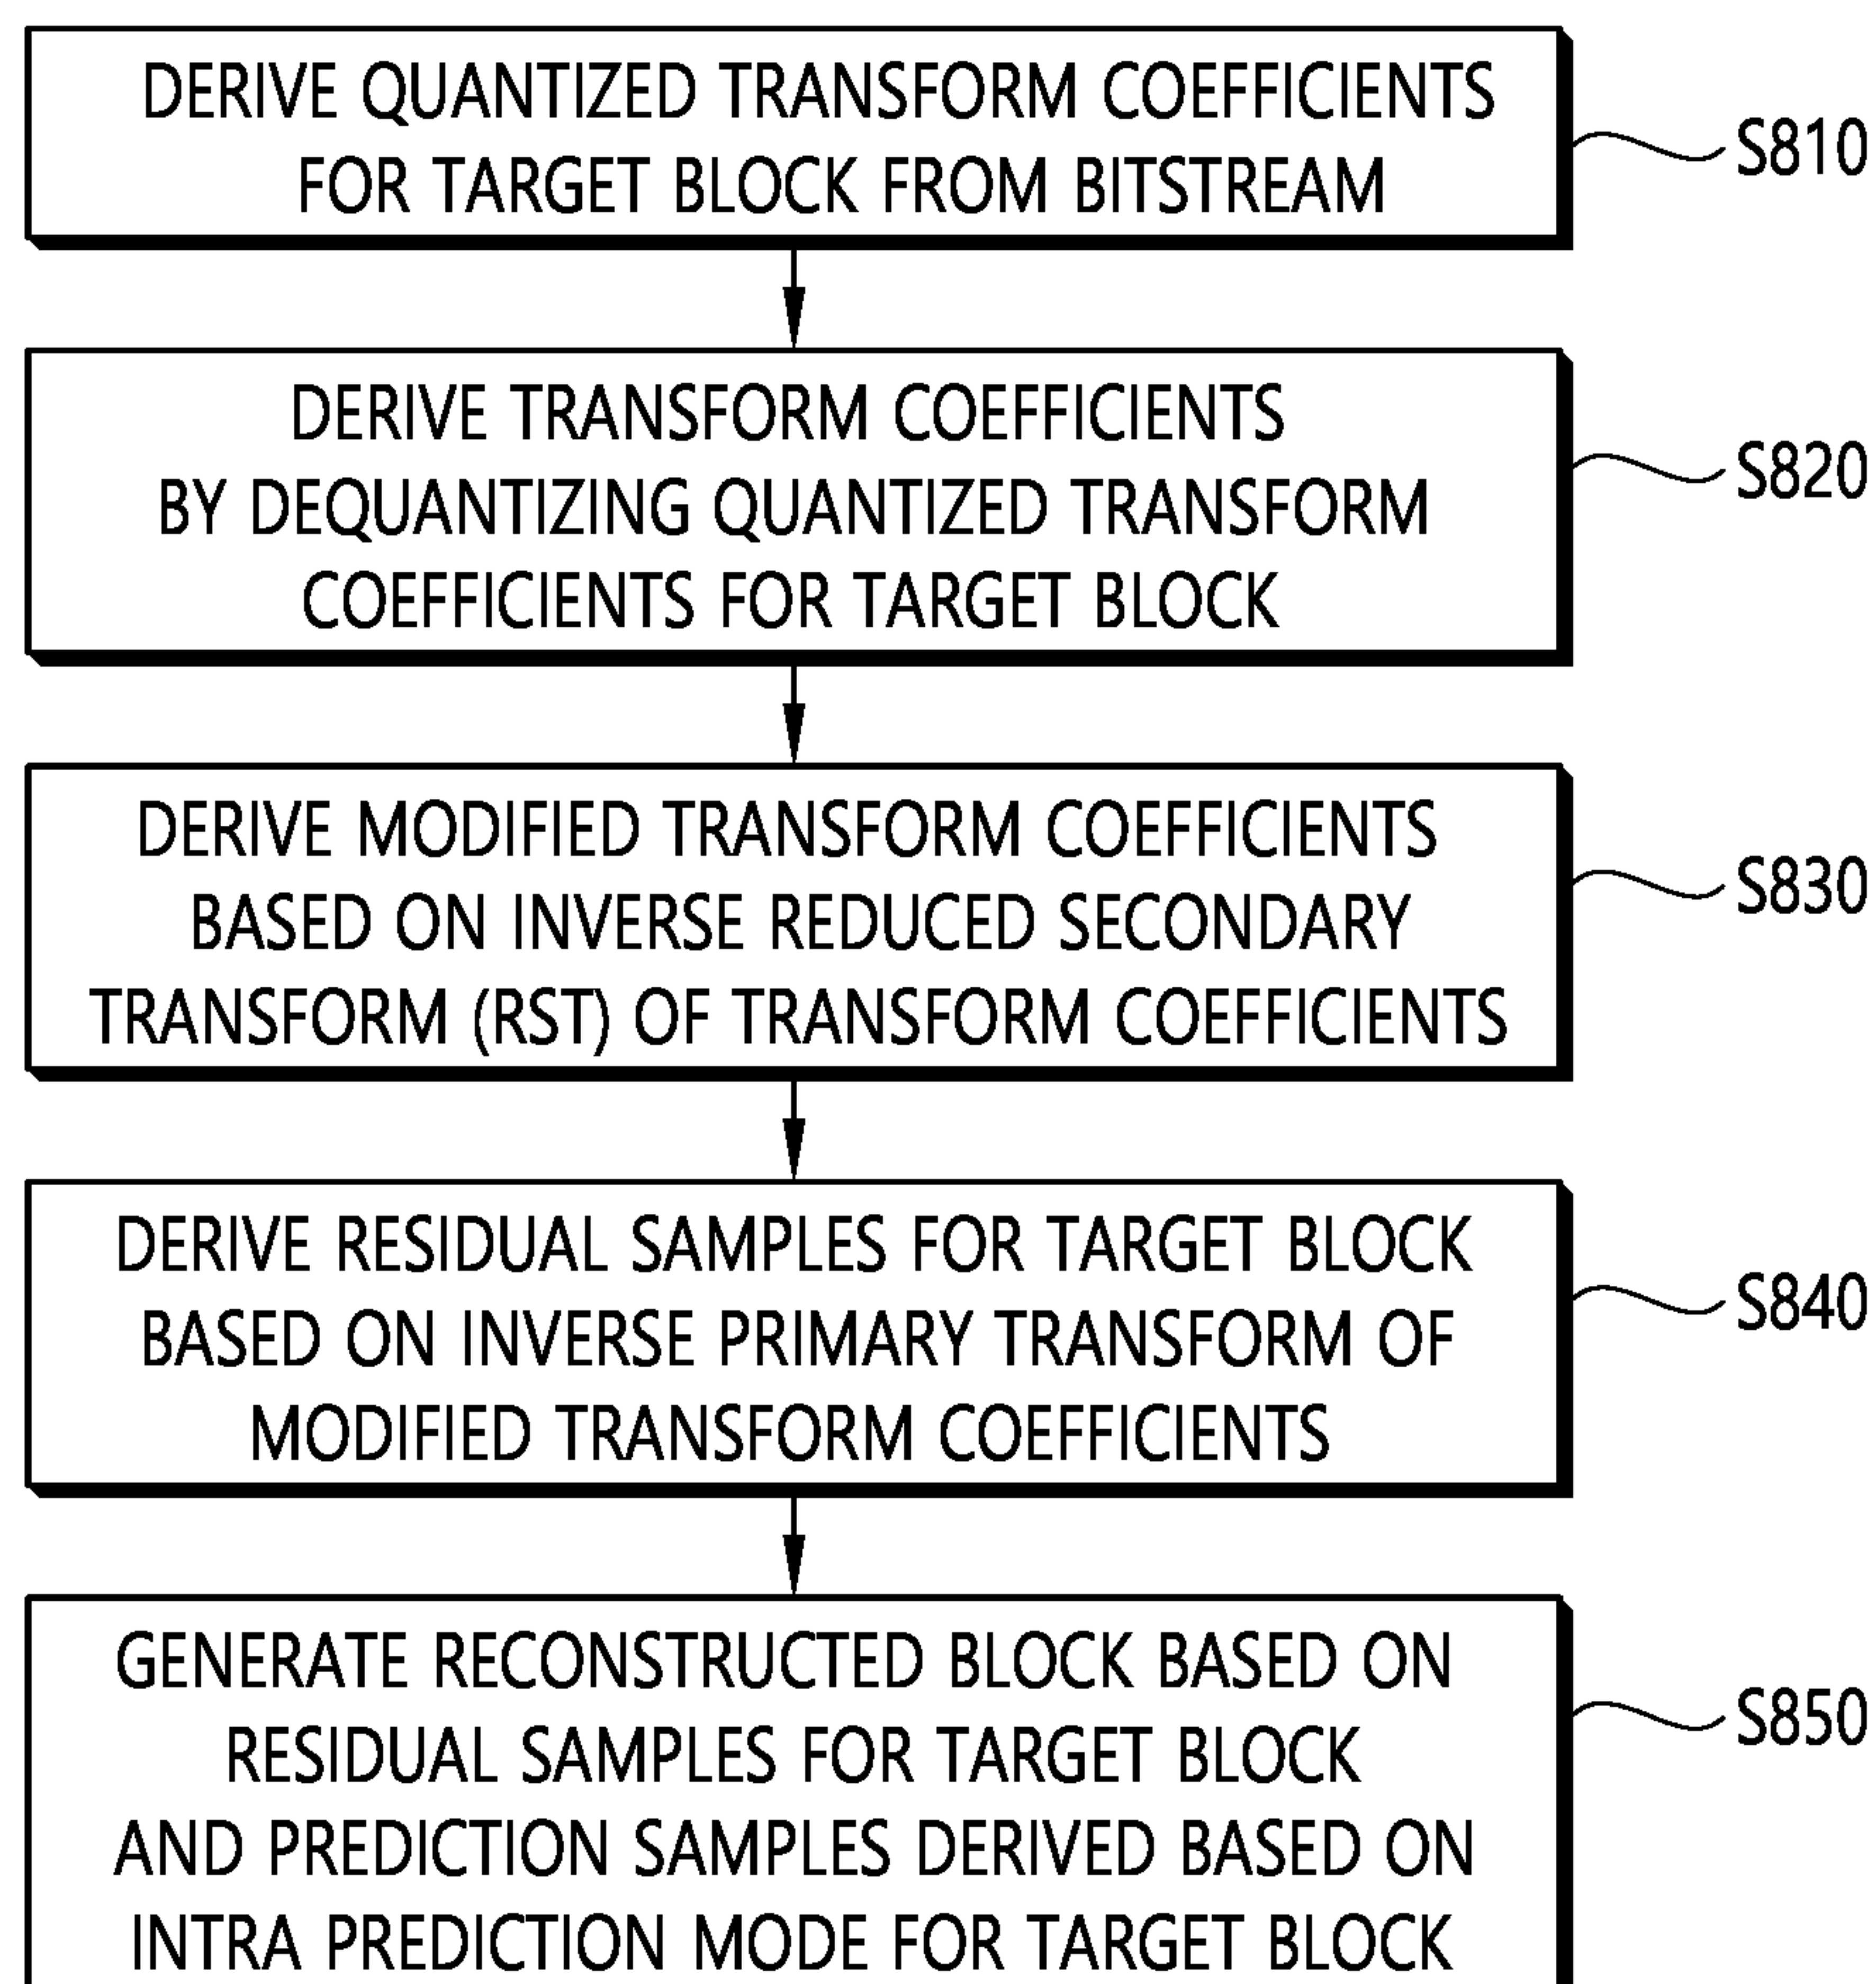 DERIVE QUANTIZED TRANSFORM COEFFICIENTS
FOR TARGET BLOCK FROM BITSTREAM
S810
DERIVE TRANSFORM COEFFICIENTS
BY DEQUANTIZING QUANTIZED TRANSFORM
COEFFICIENTS FOR TARGET BLOCK
S820
DERIVE MODIFIED TRANSFORM COEFFICIENTS
BASED ON INVERSE REDUCED SECONDARY
TRANSFORM (RST) OF TRANSFORM COEFFICIENTS
S830
DERIVE RESIDUAL SAMPLES FOR TARGET BLOCK
BASED ON INVERSE PRIMARY TRANSFORM OF
MODIFIED TRANSFORM COEFFICIENTS
S840
GENERATE RECONSTRUCTED BLOCK BASED ON
RESIDUAL SAMPLES FOR TARGET BLOCK
AND PREDICTION SAMPLES DERIVED BASED ON
INTRA PREDICTION MODE FOR TARGET BLOCK
S850